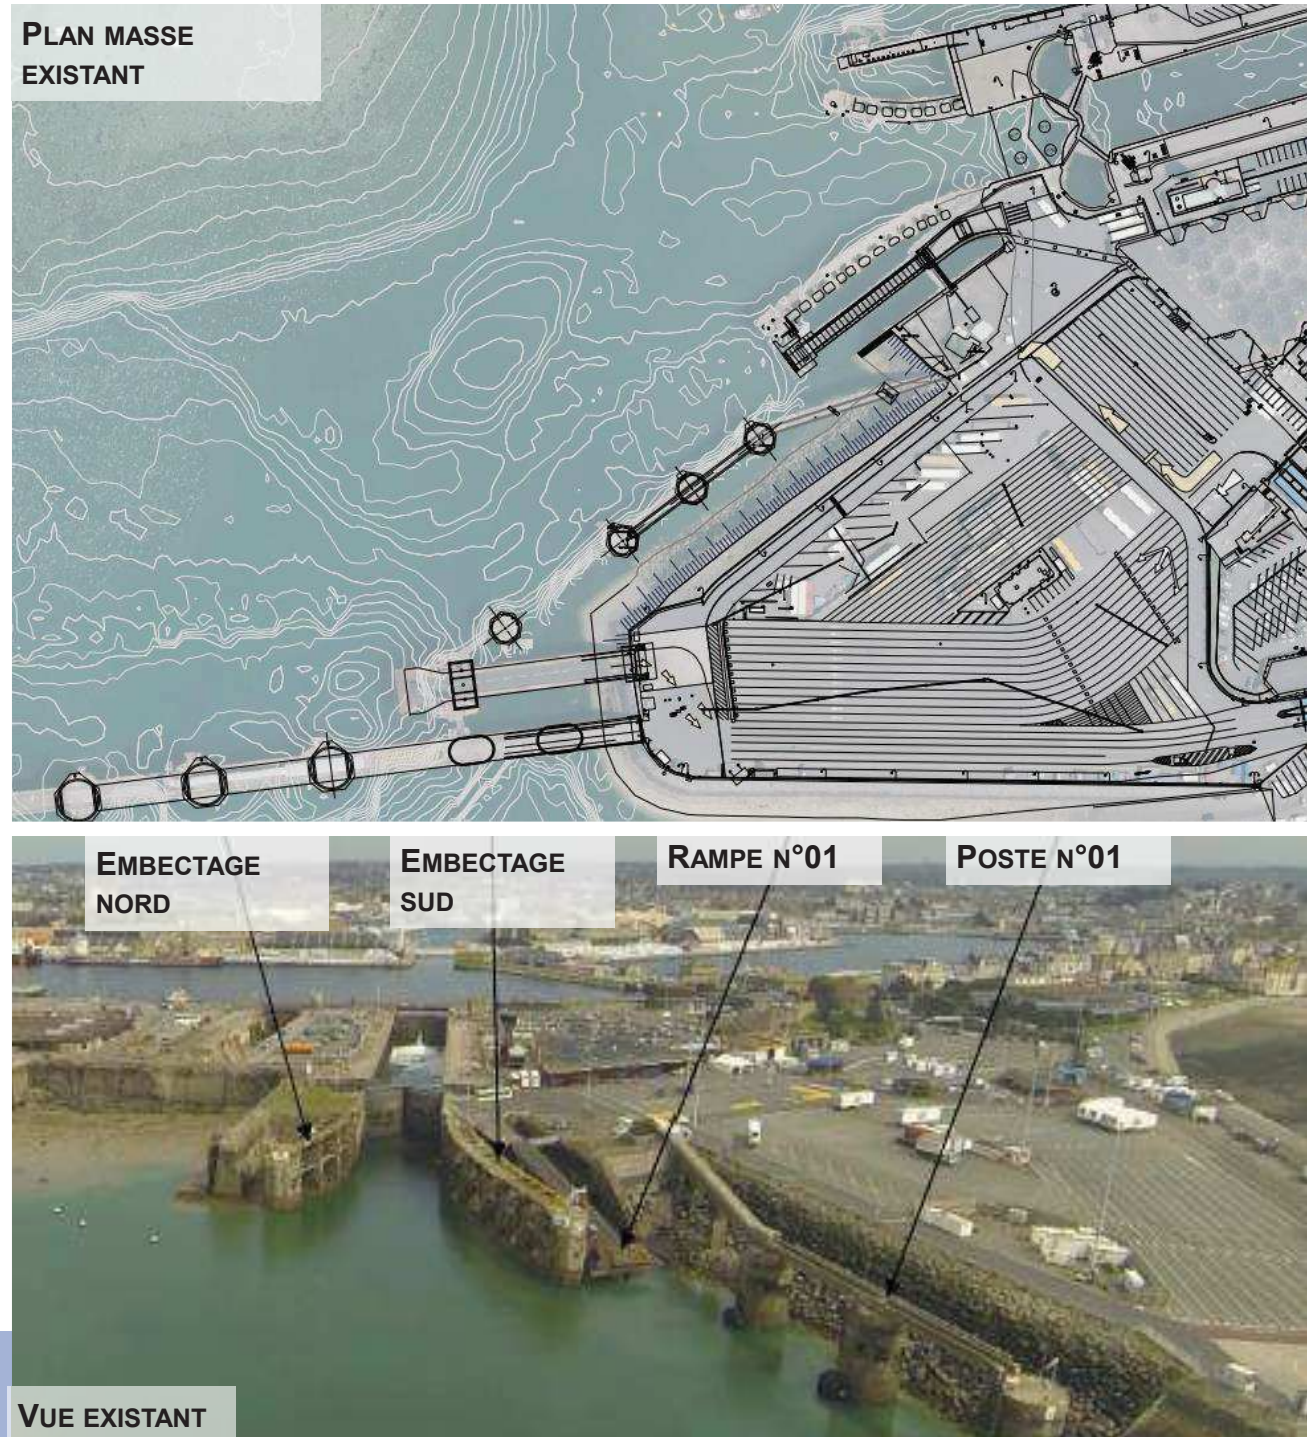 PLAN MASSE
EXISTANT
EMBECTAGE
NORD
EMBECTAGE
SUD
RAMPE N°01
POSTE N°01
VUE EXISTANT